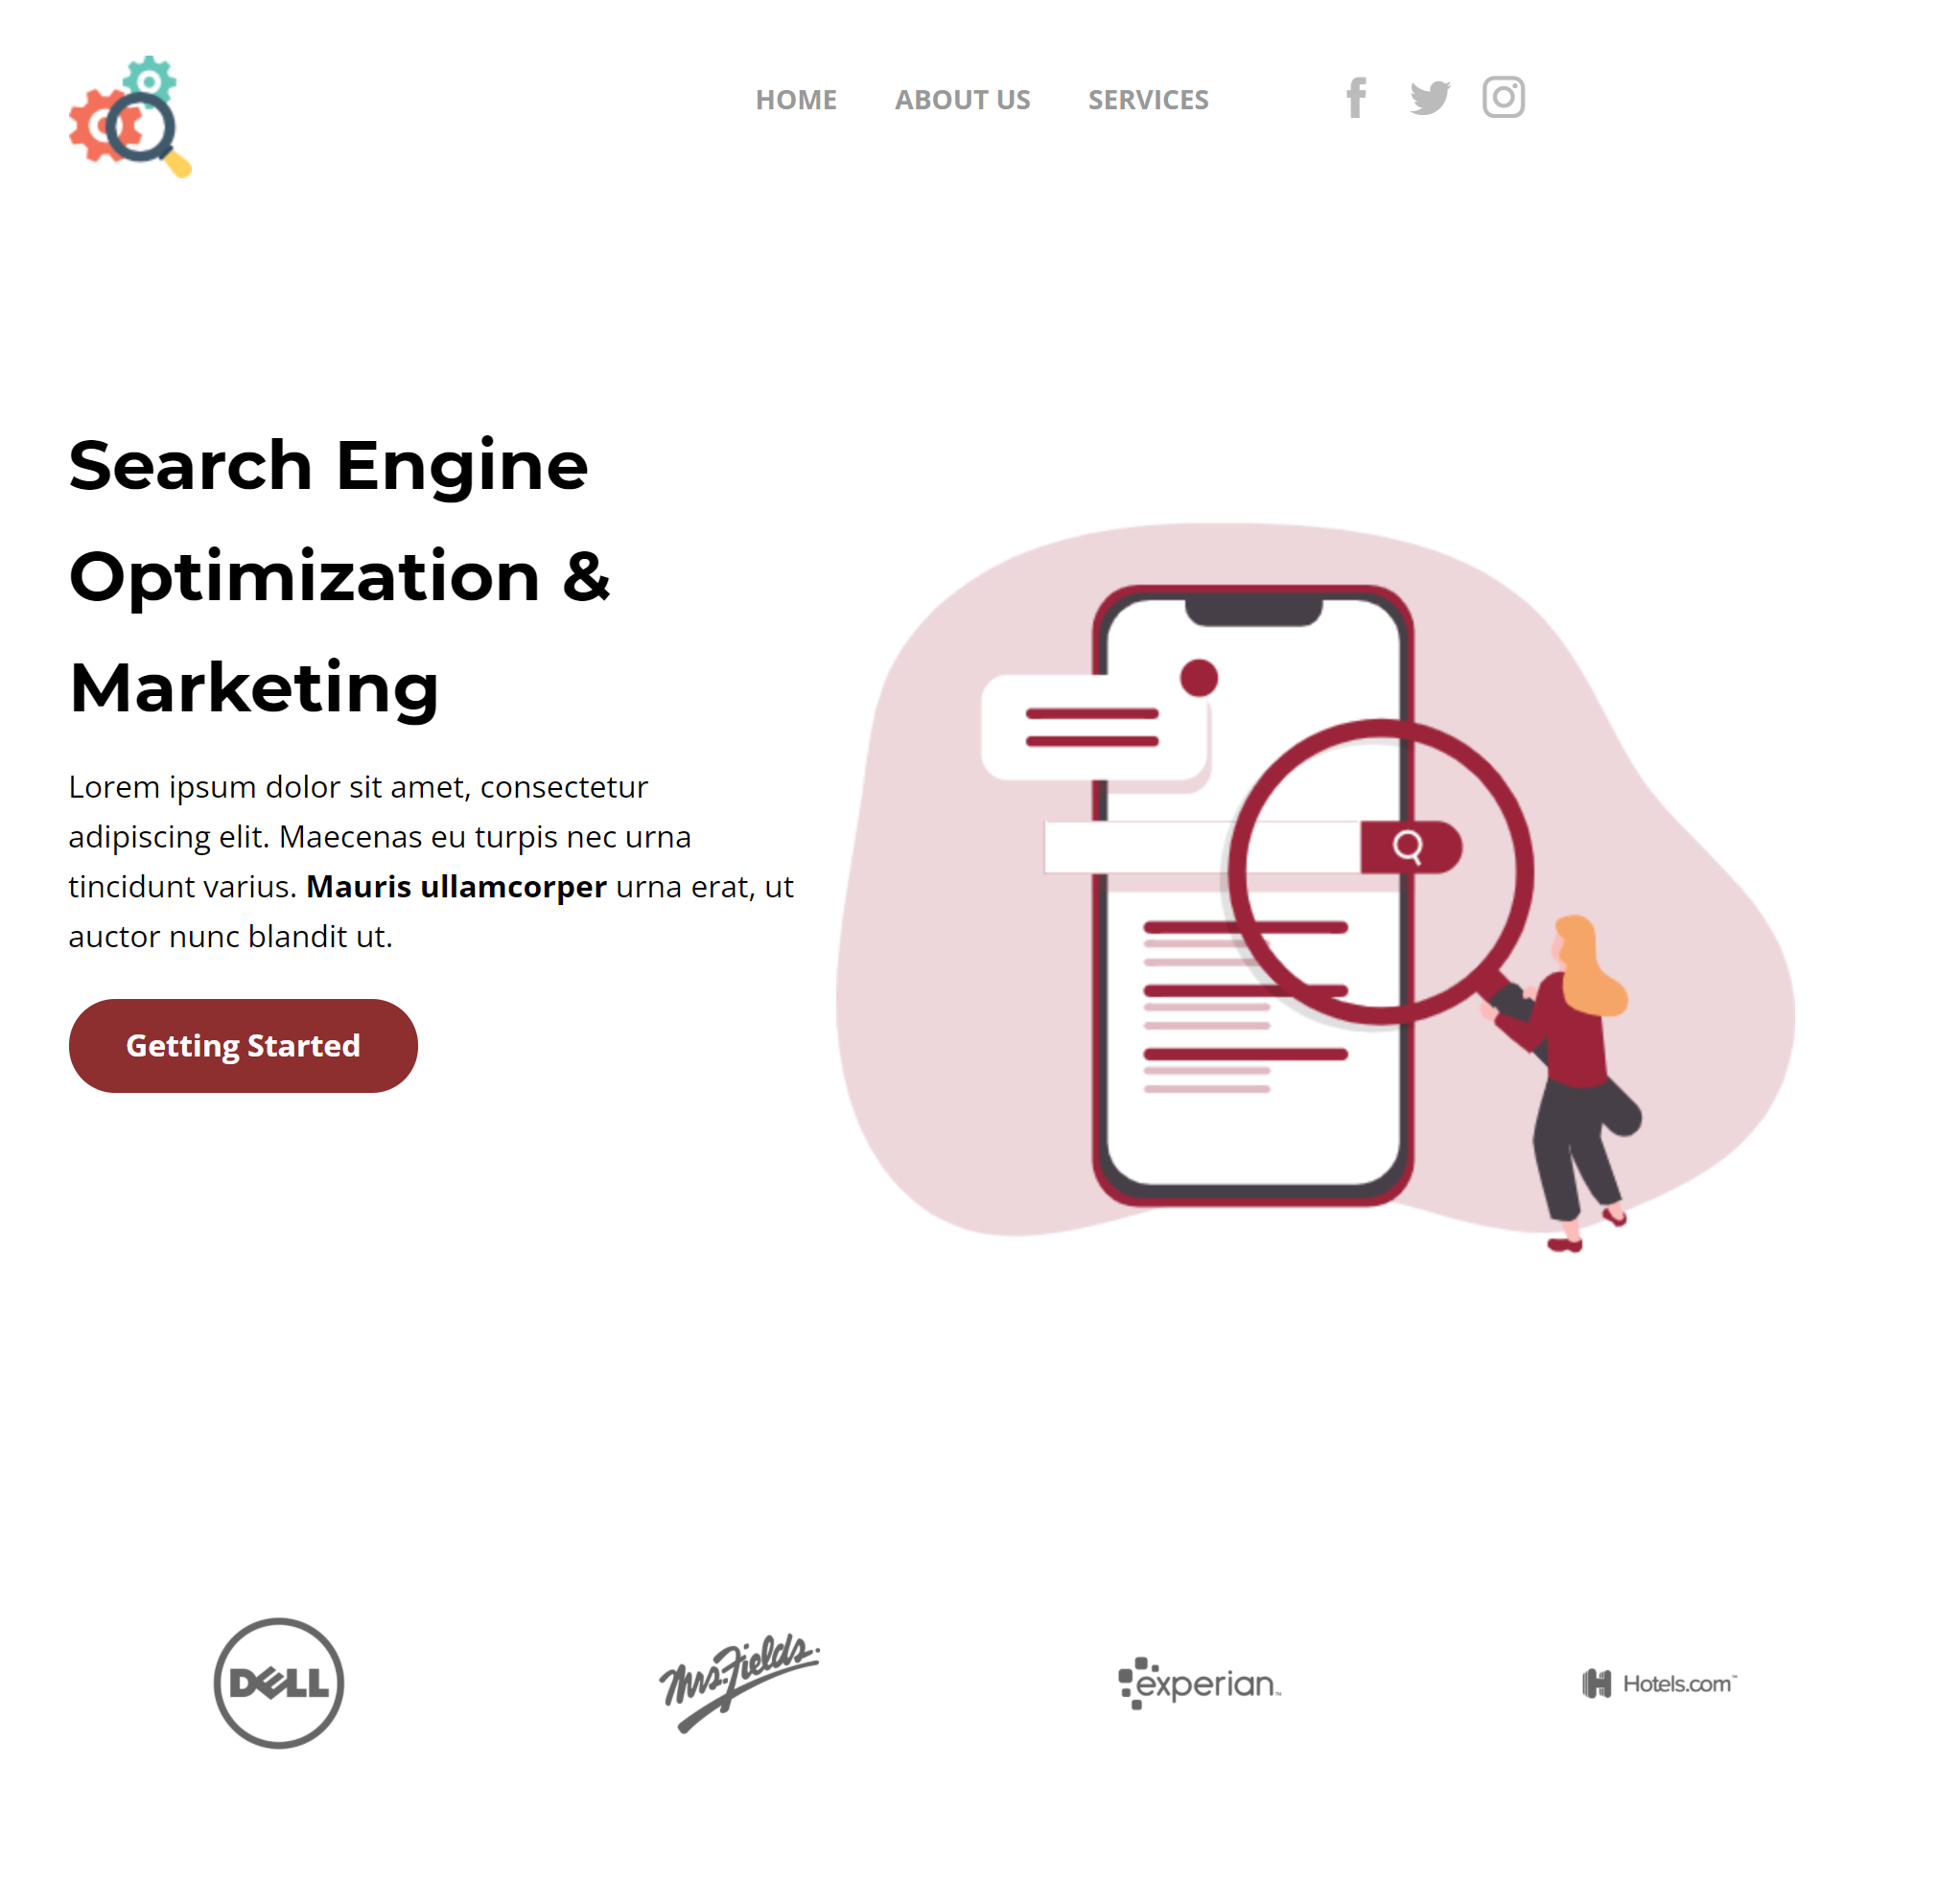 HOME ABOUT US SERVICES
Search Engine
Optimization &
Marketing
Lorem ipsum dolor sit amet, consectetur
adipiscing elit. Maecenas eu turpis nec urna
tincidunt varius. Mauris ullamcorper urna erat, ut
auctor nunc blandit ut.
Getting Started
DELL Mrs. Fields. experian™ Hotels.com™